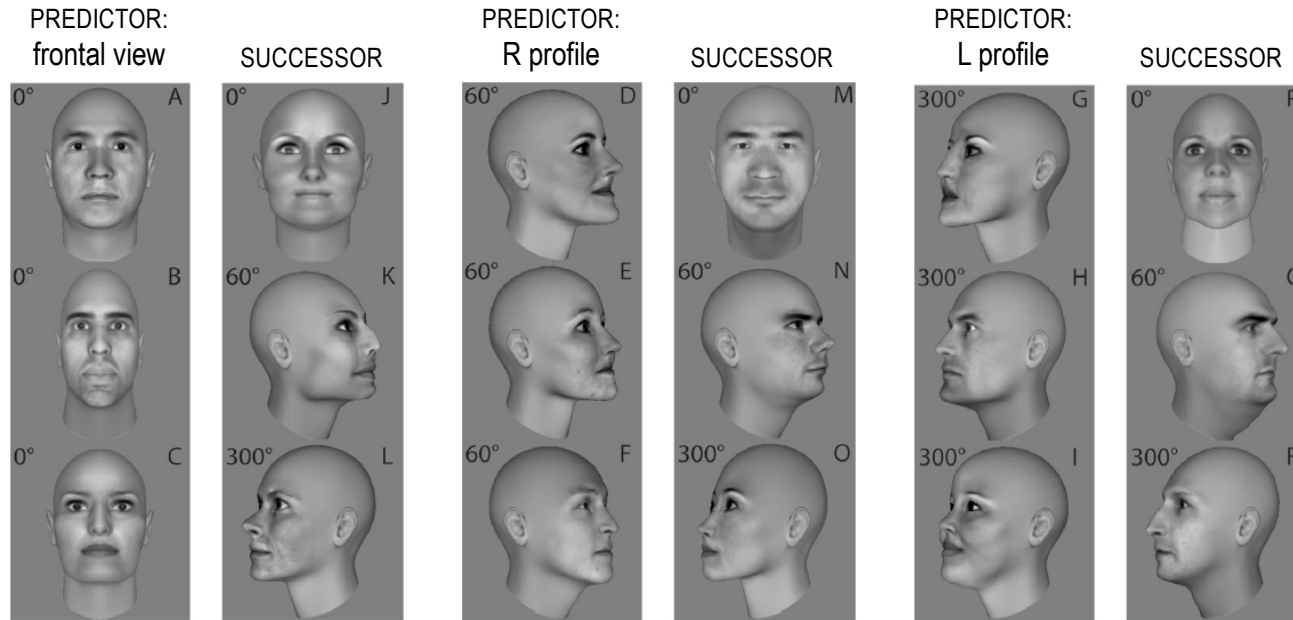 PREDICTOR: PREDICTOR: PREDICTOR:
frontal view SUCCESSOR R profile SUCCESSOR L profile SUCCESSOR
0° A 0° J 60° D 0° M 300° G 0°
0° B 60° K 60° E 60° N 300° H 60°
0° C 300° L 60° F 300° O 300° I 300°